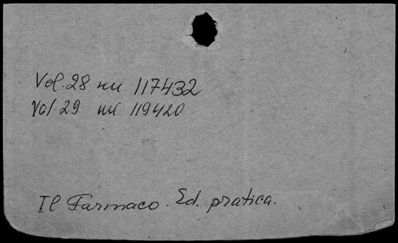 Vol. 28 nu 117432
Vol 29 nu 119420
Il Farmaco. Ed. pratica.